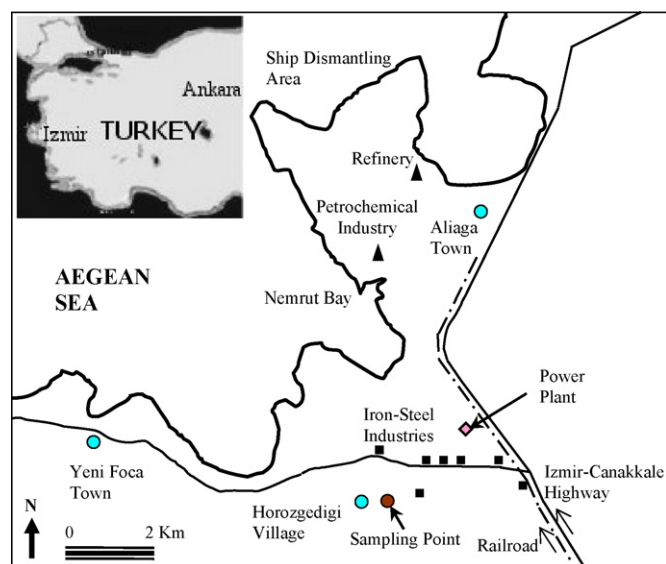 Ankara
Izmir
TURKEY
Ship Dismantling
Area
Refinery
Petrochemical
Industry
Aliaga
Town
AEGEAN
SEA
Nemrut Bay
Power
Plant
Iron-Steel
Industries
Yeni Foca
Town
Izmir-Canakkale
Highway
Horozgedigi
Village
Sampling Point
Railroad
N
0 2 Km